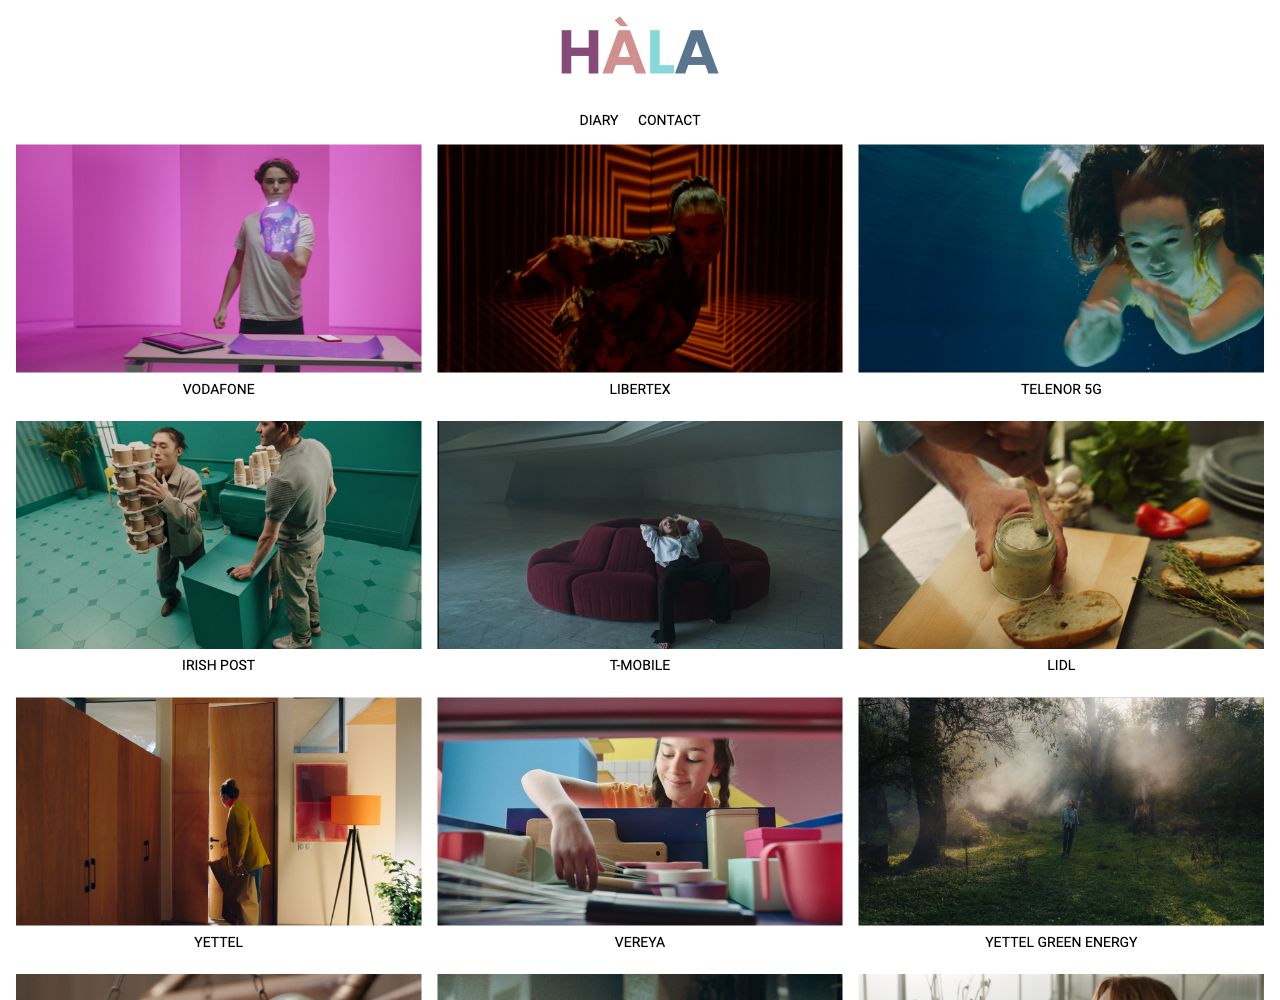 HÀLA
DIARY CONTACT
VODAFONE
LIBERTEX
TELENOR 5G
IRISH POST
T-MOBILE
LIDL
YETTEL
VEREYA
YETTEL GREEN ENERGY